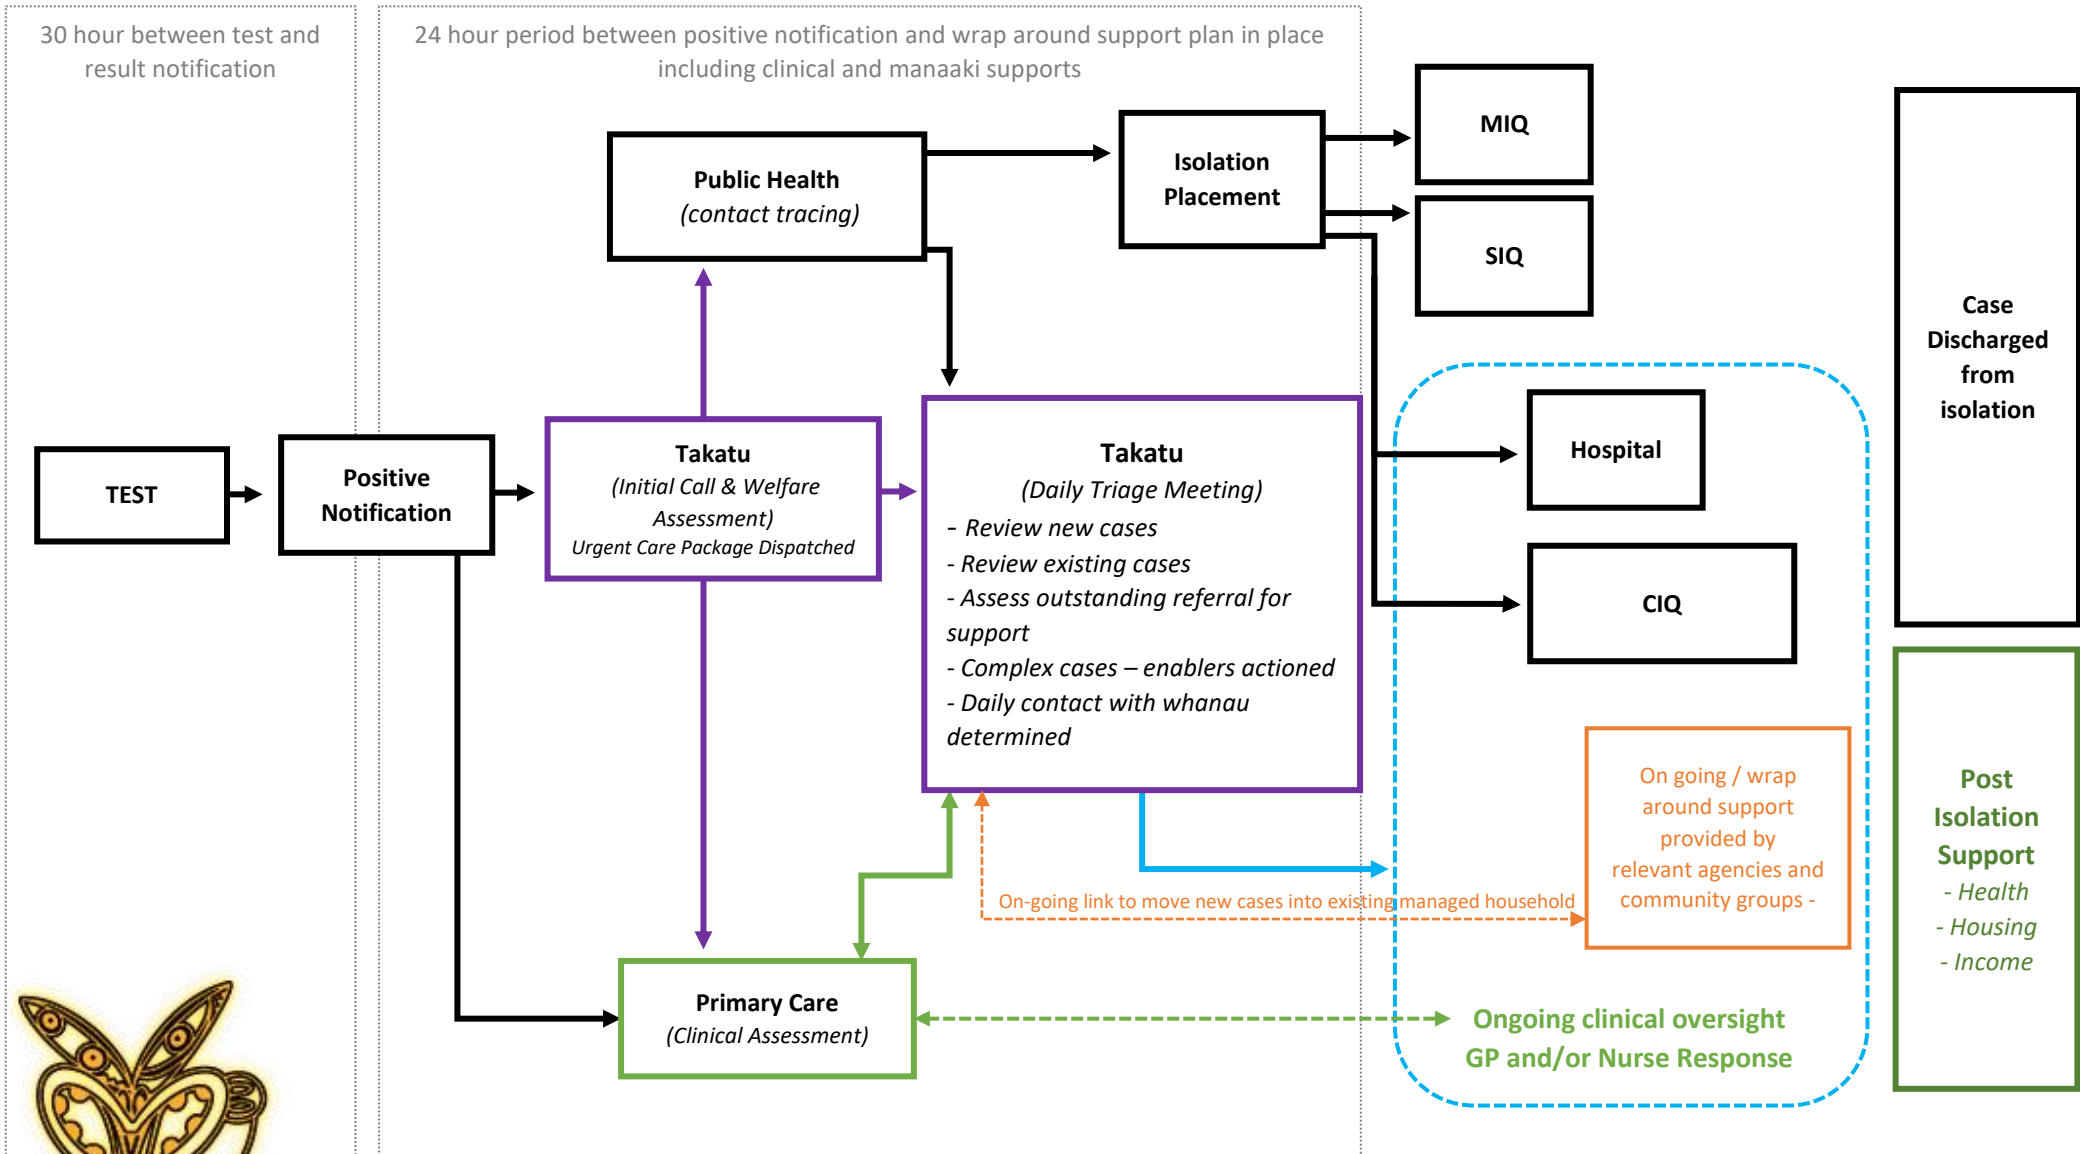 30 hour between test and
result notification
24 hour period between positive notification and wrap around support plan in place
including clinical and manaaki supports
TEST
Positive
Notification
Public Health
(contact tracing)
Takatu
(Initial Call & Welfare
Assessment)
Urgent Care Package Dispatched
Primary Care
(Clinical Assessment)
Isolation
Placement
Takatu
(Daily Triage Meeting)
- Review new cases
- Review existing cases
- Assess outstanding referral for
support
- Complex cases – enablers actioned
- Daily contact with whanau
determined
On-going link to move new cases into existing managed household
MIQ
SIQ
Hospital
CIQ
On going / wrap
around support
provided by
relevant agencies and
community groups -
Ongoing clinical oversight
GP and/or Nurse Response
Case
Discharged
from
isolation
Post
Isolation
Support
- Health
- Housing
- Income